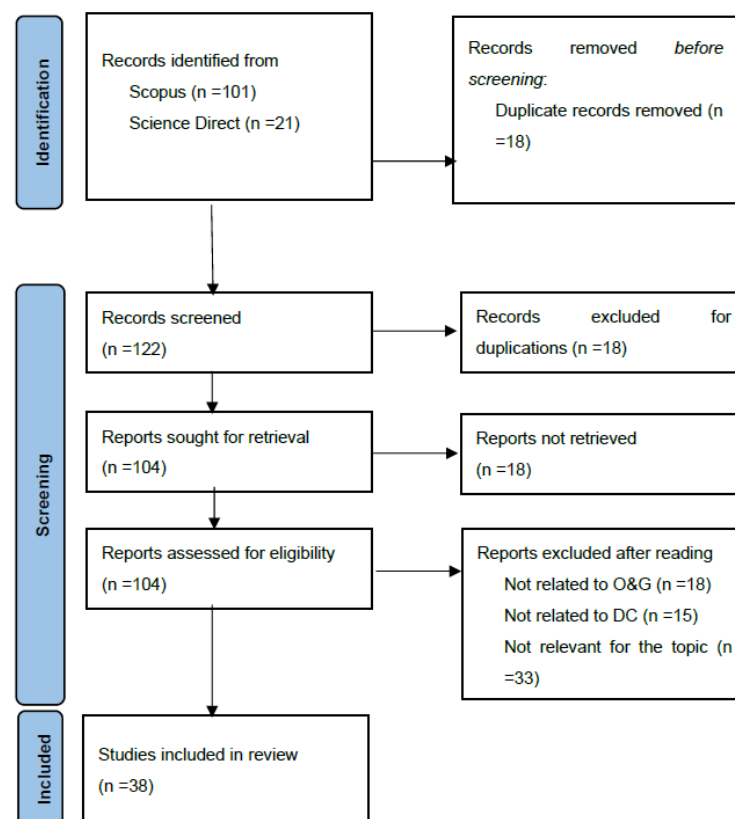 Identification
Records identified from
Scopus (n =101)
Science Direct (n =21)
Records removed before
screening:
Duplicate records removed (n
=18)
Screening
Records screened
(n =122)
Records excluded for
duplications (n =18)
Reports sought for retrieval
(n =104)
Reports not retrieved
(n =18)
Reports assessed for eligibility
(n =104)
Reports excluded after reading
Not related to O&G (n =18)
Not related to DC (n =15)
Not relevant for the topic (n
=33)
Included
Studies included in review
(n =38)